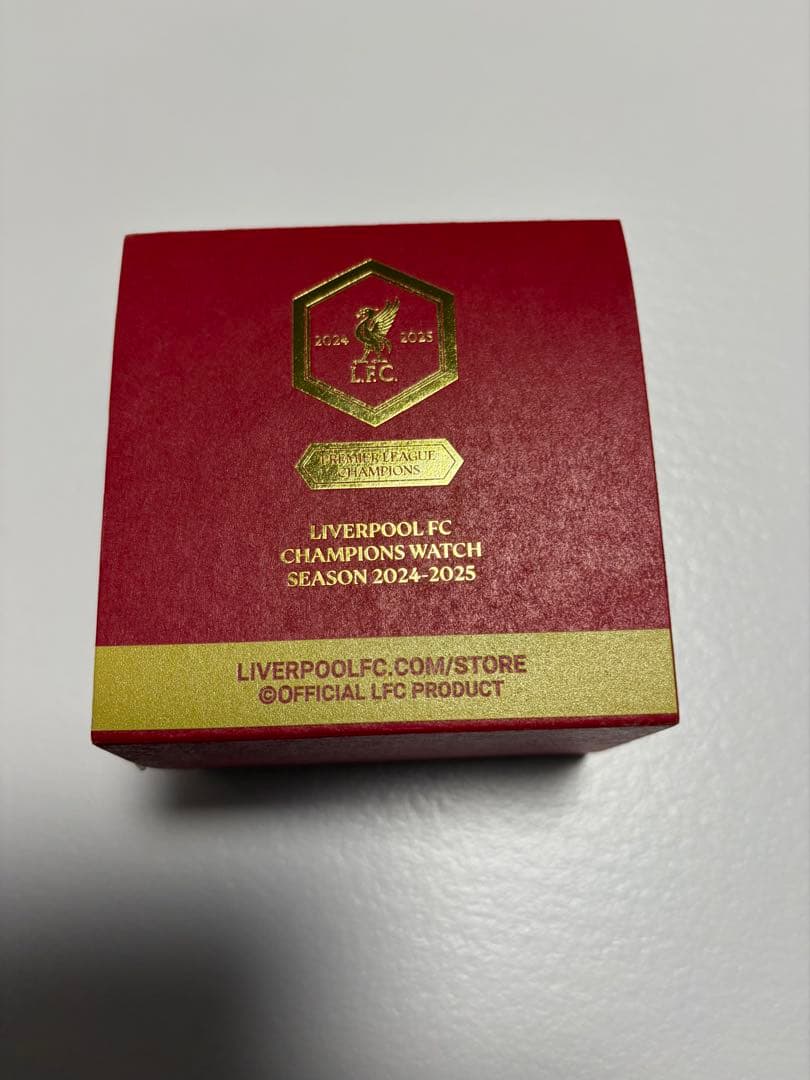 2024 2025
L.F.C.
PREMIER LEAGUE
CHAMPIONS
LIVERPOOL FC
CHAMPIONS WATCH
SEASON 2024-2025
LIVERPOOLFC.COM/STORE
©OFFICIAL LFC PRODUCT